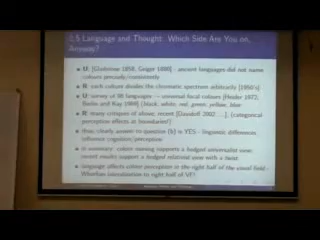 2.5 Language and Thought: Which Side Are You on,
Anyway?
U: [Gladstone 1858, Geiger 1880] : ancient languages did not name
colour precisely/consistently
R: each culture divides the chromatic spectrum arbitrarily [1950's]
U: survey of 98 languages — universal focal colours [Heider 1972,
Berlin and Kay 1969] (black, white, red, green, yellow, blue
R: many critiques of above; recent [Davidoff 2002 ...], (categorical
perception effects at boundaries!)
thus, clearly answer to question (b) is YES - linguistic differences
influence cognition/perception
in summary: colour naming supports a hedged universalist view;
recent results support a hedged relativist view with a twist
language affects colour perception in the right half of the visual field -
Whorfian lateralization to right half of VF!